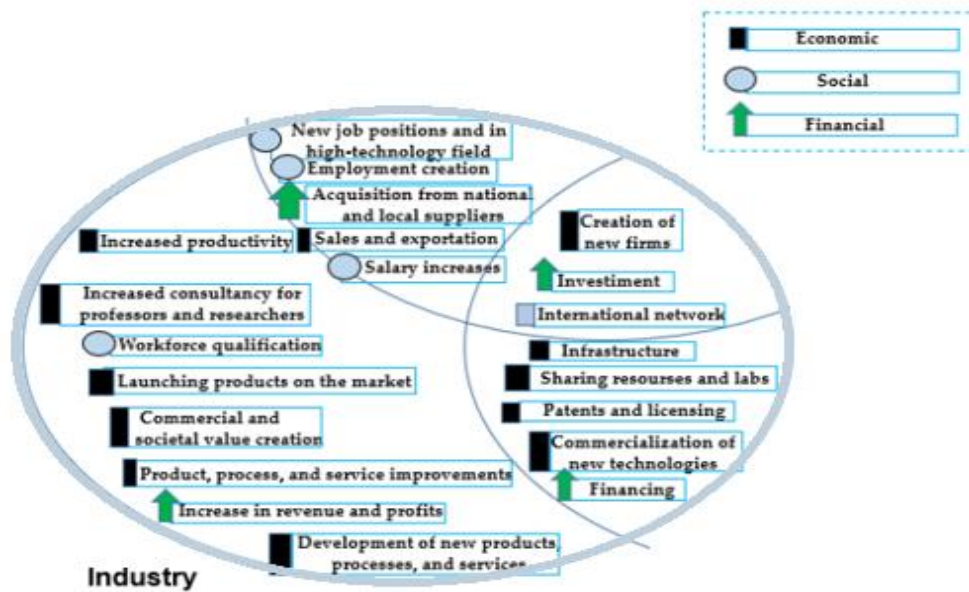 Economic
Social
Financial
New job positions and in
high-technology field
Employment creation
Acquisition from national
and local suppliers
Increased productivity
Sales and exportation
Salary increases
Creation of
new firms
Investiment
International network
Increased consultancy for
professors and researchers
Workforce qualification
Launching products on the market
Commercial and
societal value creation
Product, process, and service improvements
Increase in revenue and profits
Development of new products,
processes, and services
Infrastructure
Sharing resourses and labs
Patents and licensing
Commercialization of
new technologies
Financing
Industry